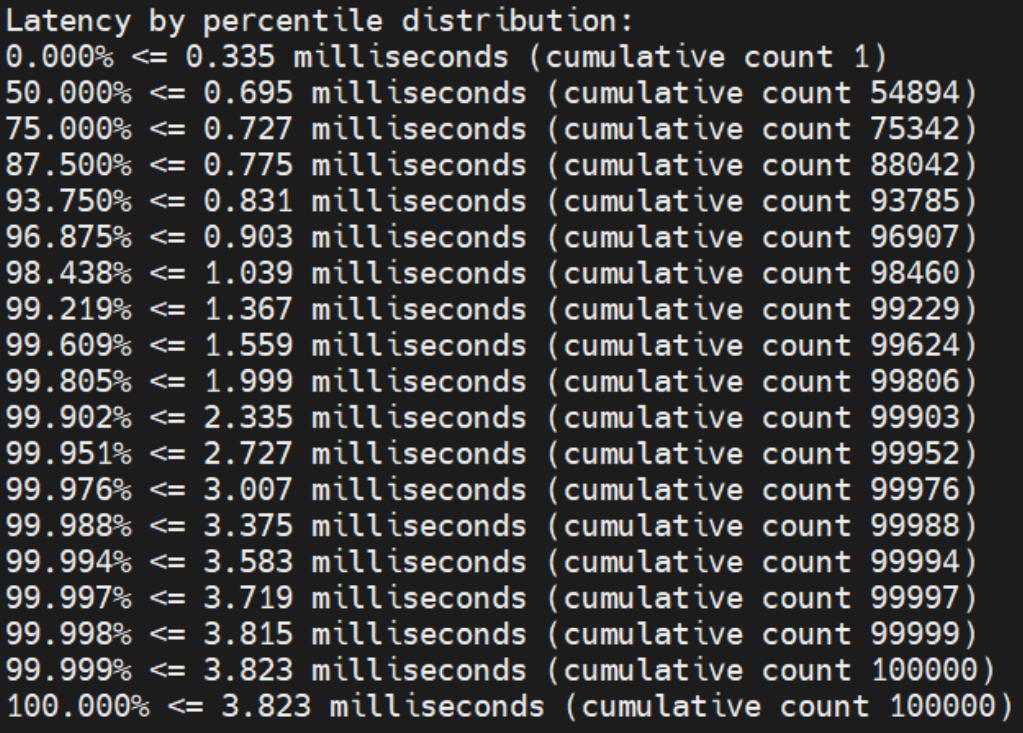 Latency by percentile distribution:
0.000% <= 0.335 milliseconds (cumulative count 1)
50.000% <= 0.695 milliseconds (cumulative count 54894)
75.000% <= 0.727 milliseconds (cumulative count 75342)
87.500% <= 0.775 milliseconds (cumulative count 88042)
93.750% <= 0.831 milliseconds (cumulative count 93785)
96.875% <= 0.903 milliseconds (cumulative count 96907)
98.438% <= 1.039 milliseconds (cumulative count 98460)
99.219% <= 1.367 milliseconds (cumulative count 99229)
99.609% <= 1.559 milliseconds (cumulative count 99624)
99.805% <= 1.999 milliseconds (cumulative count 99806)
99.902% <= 2.335 milliseconds (cumulative count 99903)
99.951% <= 2.727 milliseconds (cumulative count 99952)
99.976% <= 3.007 milliseconds (cumulative count 99976)
99.988% <= 3.375 milliseconds (cumulative count 99988)
99.994% <= 3.583 milliseconds (cumulative count 99994)
99.997% <= 3.719 milliseconds (cumulative count 99997)
99.998% <= 3.815 milliseconds (cumulative count 99999)
99.999% <= 3.823 milliseconds (cumulative count 100000)
100.000% <= 3.823 milliseconds (cumulative count 100000)